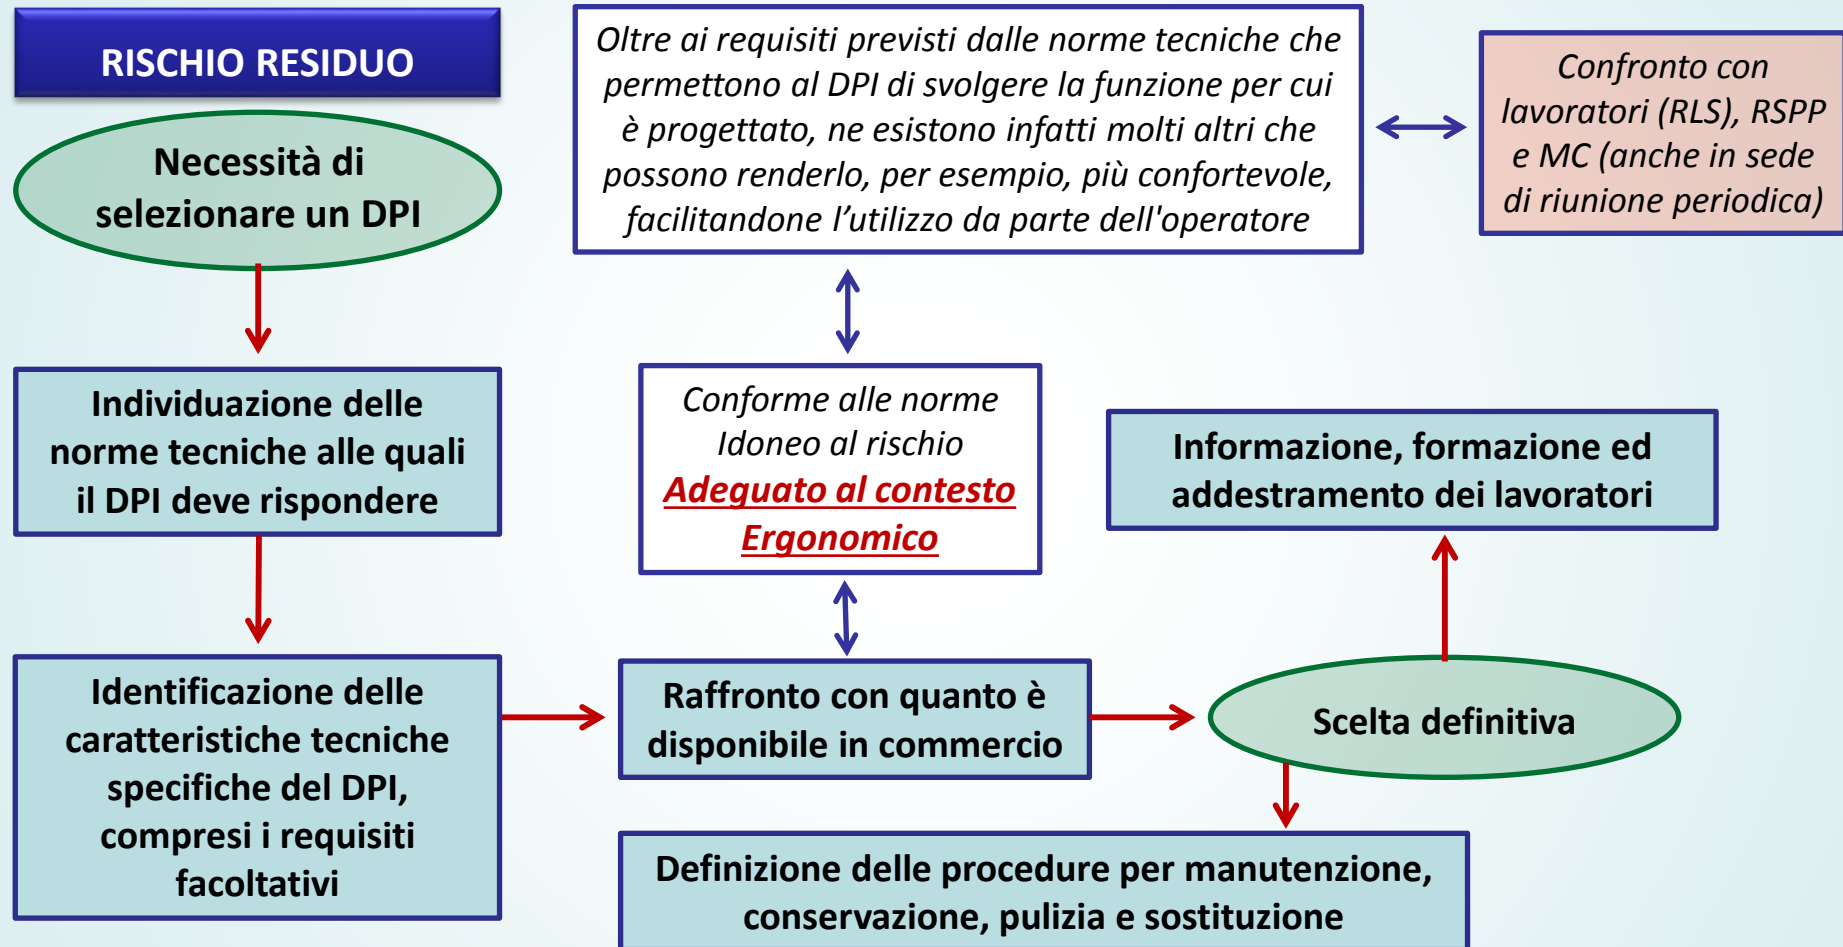 RISCHIO RESIDUO
Necessità di
selezionare un DPI
Individuazione delle
norme tecniche alle quali
il DPI deve rispondere
Identificazione delle
caratteristiche tecniche
specifiche del DPI,
compresi i requisiti
facoltativi
Oltre ai requisiti previsti dalle norme tecniche che
permettono al DPI di svolgere la funzione per cui
è progettato, ne esistono infatti molti altri che
possono renderlo, per esempio, più confortevole,
facilitandone l’utilizzo da parte dell'operatore
Confronto con
lavoratori (RLS), RSPP
e MC (anche in sede
di riunione periodica)
Conforme alle norme
Idoneo al rischio
Adeguato al contesto
Ergonomico
Raffronto con quanto è
disponibile in commercio
Informazione, formazione ed
addestramento dei lavoratori
Scelta definitiva
Definizione delle procedure per manutenzione,
conservazione, pulizia e sostituzione